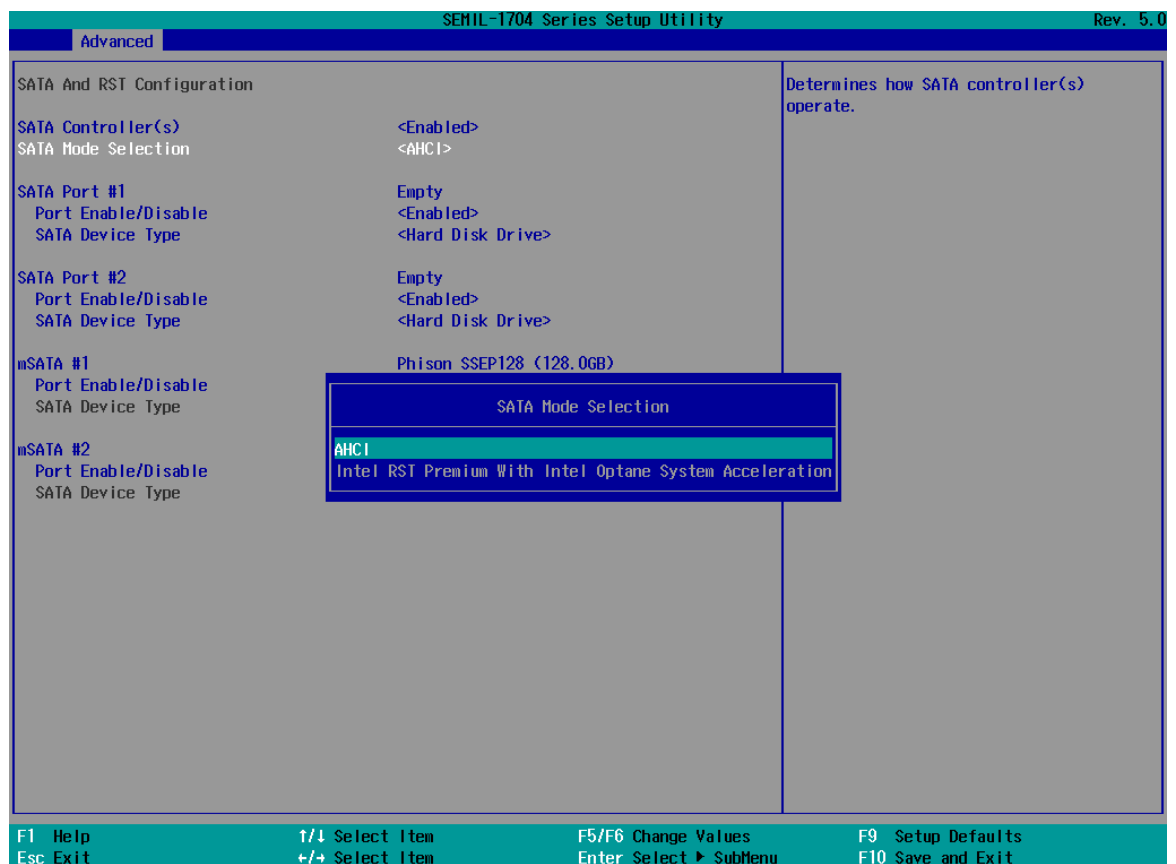 SEMIL-1704 Series Setup Utility Rev. 5.0
Advanced
SATA And RST Configuration
SATA Controller(s) <Enabled>
SATA Mode Selection <AHCI>
SATA Port #1 Empty
Port Enable/Disable <Enabled>
SATA Device Type <Hard Disk Drive>
SATA Port #2 Empty
Port Enable/Disable <Enabled>
SATA Device Type <Hard Disk Drive>
mSATA #1 Phison SSEP128 (128.0GB)
Port Enable/Disable
SATA Device Type
mSATA #2
Port Enable/Disable
SATA Device Type
SATA Mode Selection
AHCI
Intel RST Premium With Intel Optane System Acceleration
Determines how SATA controller(s)
operate.
F1 Help ↑/↓ Select Item F5/F6 Change Values F9 Setup Defaults
Esc Exit ←/→ Select Item Enter Select ▶ SubMenu F10 Save and Exit